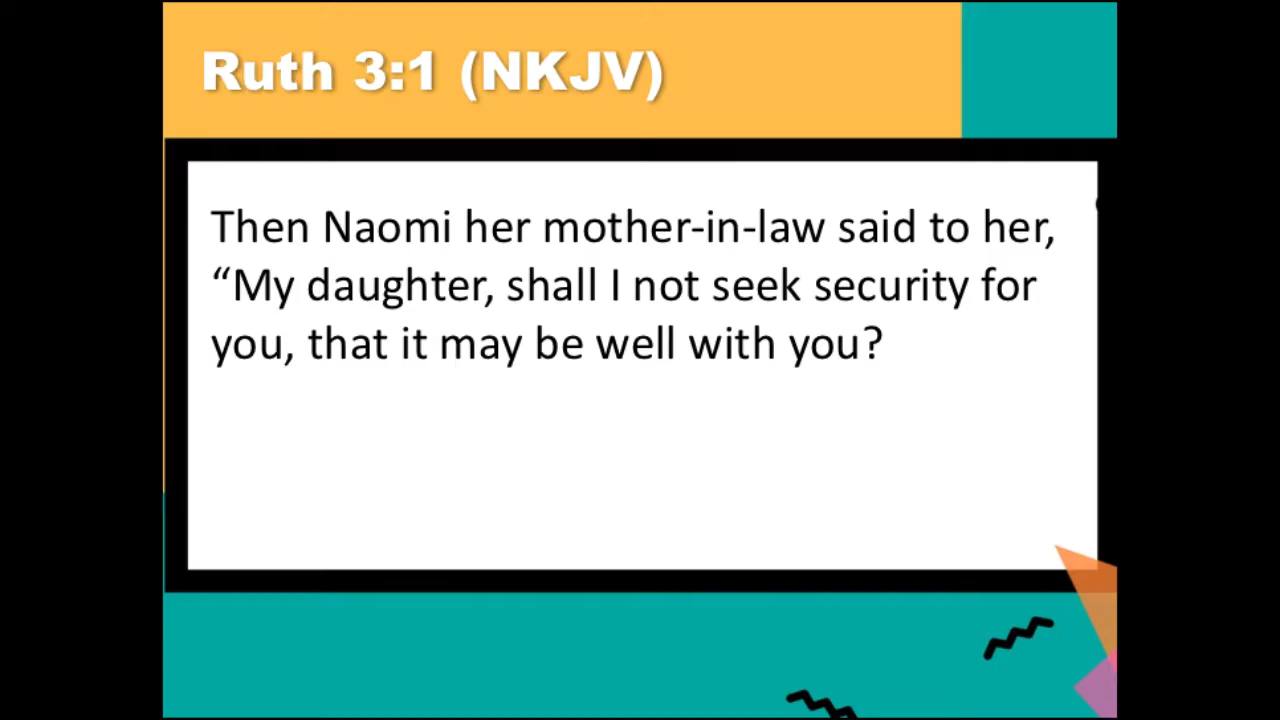 Ruth 3:1 (NKJV)
Then Naomi her mother-in-law said to her,
“My daughter, shall I not seek security for
you, that it may be well with you?